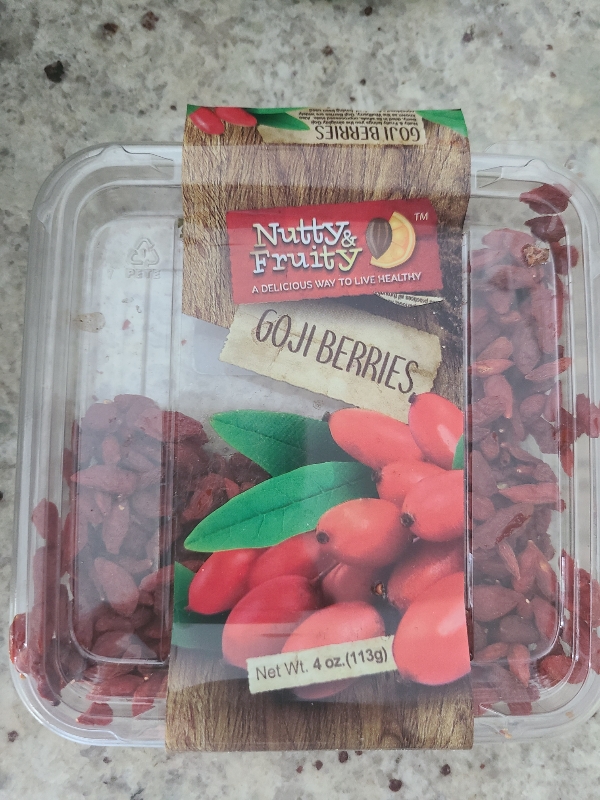 GOJI BERRIES
Nutty &
Fruity
TM
A DELICIOUS WAY TO LIVE HEALTHY
GOJI BERRIES
Net Wt. 4 oz.(113g)